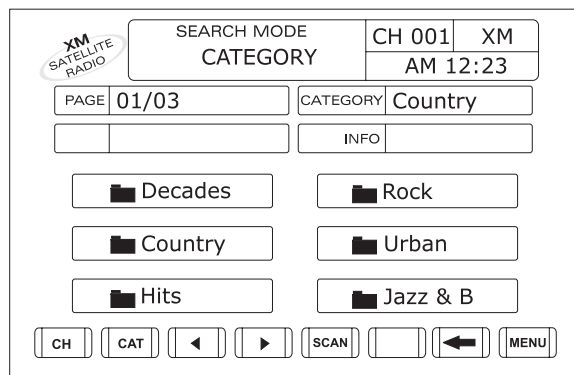 XM
SATELLITE
RADIO
SEARCH MODE
CATEGORY
CH 001 XM
AM 12:23
PAGE 01/03
CATEGORY Country
INFO
Decades
Rock
Country
Urban
Hits
Jazz & B
CH CAT SCAN MENU